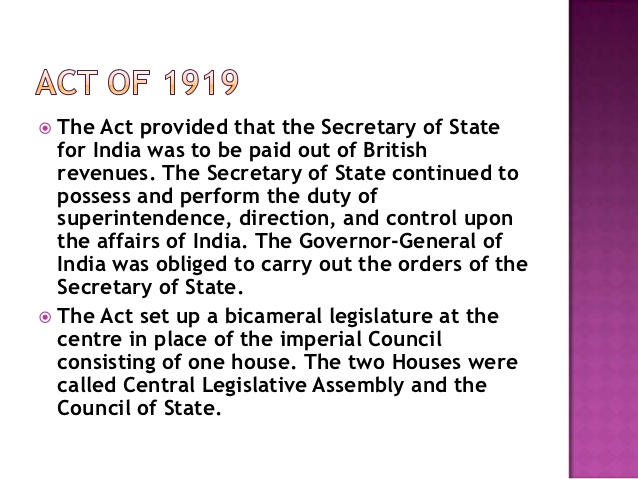 ACT OF 1919
The Act provided that the Secretary of State
for India was to be paid out of British
revenues. The Secretary of State continued to
possess and perform the duty of
superintendence, direction, and control upon
the affairs of India. The Governor-General of
India was obliged to carry out the orders of the
Secretary of State.
The Act set up a bicameral legislature at the
centre in place of the imperial Council
consisting of one house. The two Houses were
called Central Legislative Assembly and the
Council of State.